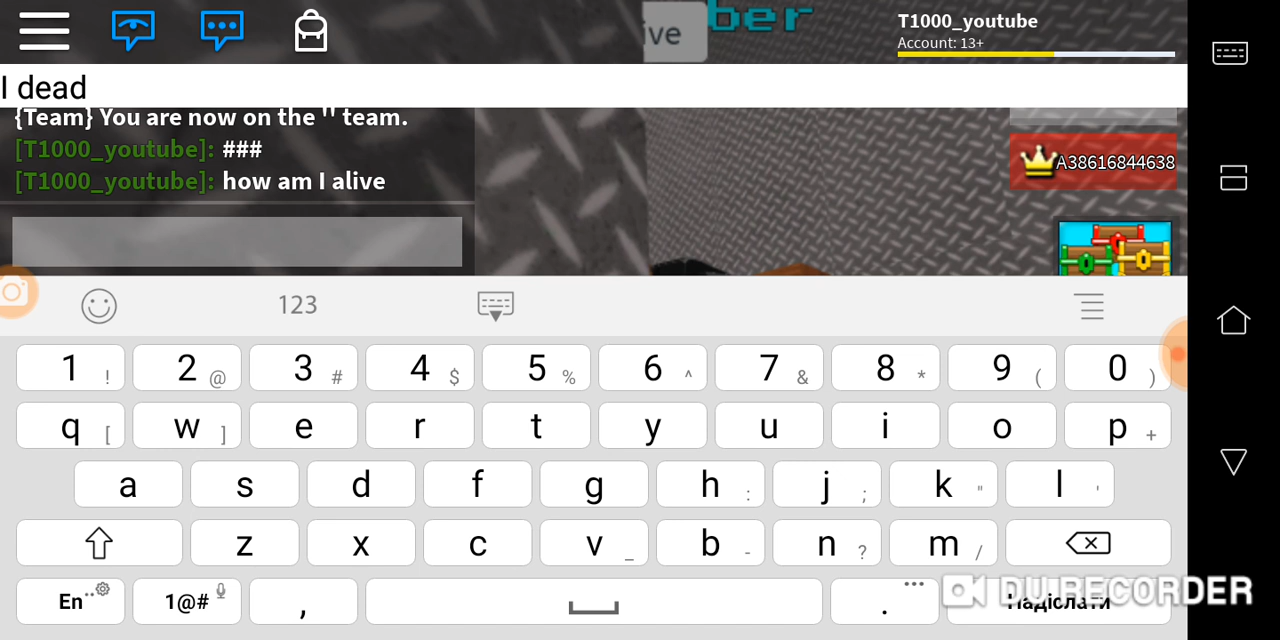 ive
ber
T1000_youtube
Account: 13+
I dead
{Team} You are now on the '' team.
[T1000_youtube]: ###
[T1000_youtube]: how am I alive
A38616844638
123
1 ! 2 @ 3 # 4 $ 5 % 6 ^ 7 & 8 * 9 ( 0 )
q [ w ] e r t y u i o p +
a s d f g h : j ; k " l '
z x c v _ b - n ? m /
En 1@# , . ... Надіслати
DU RECORDER